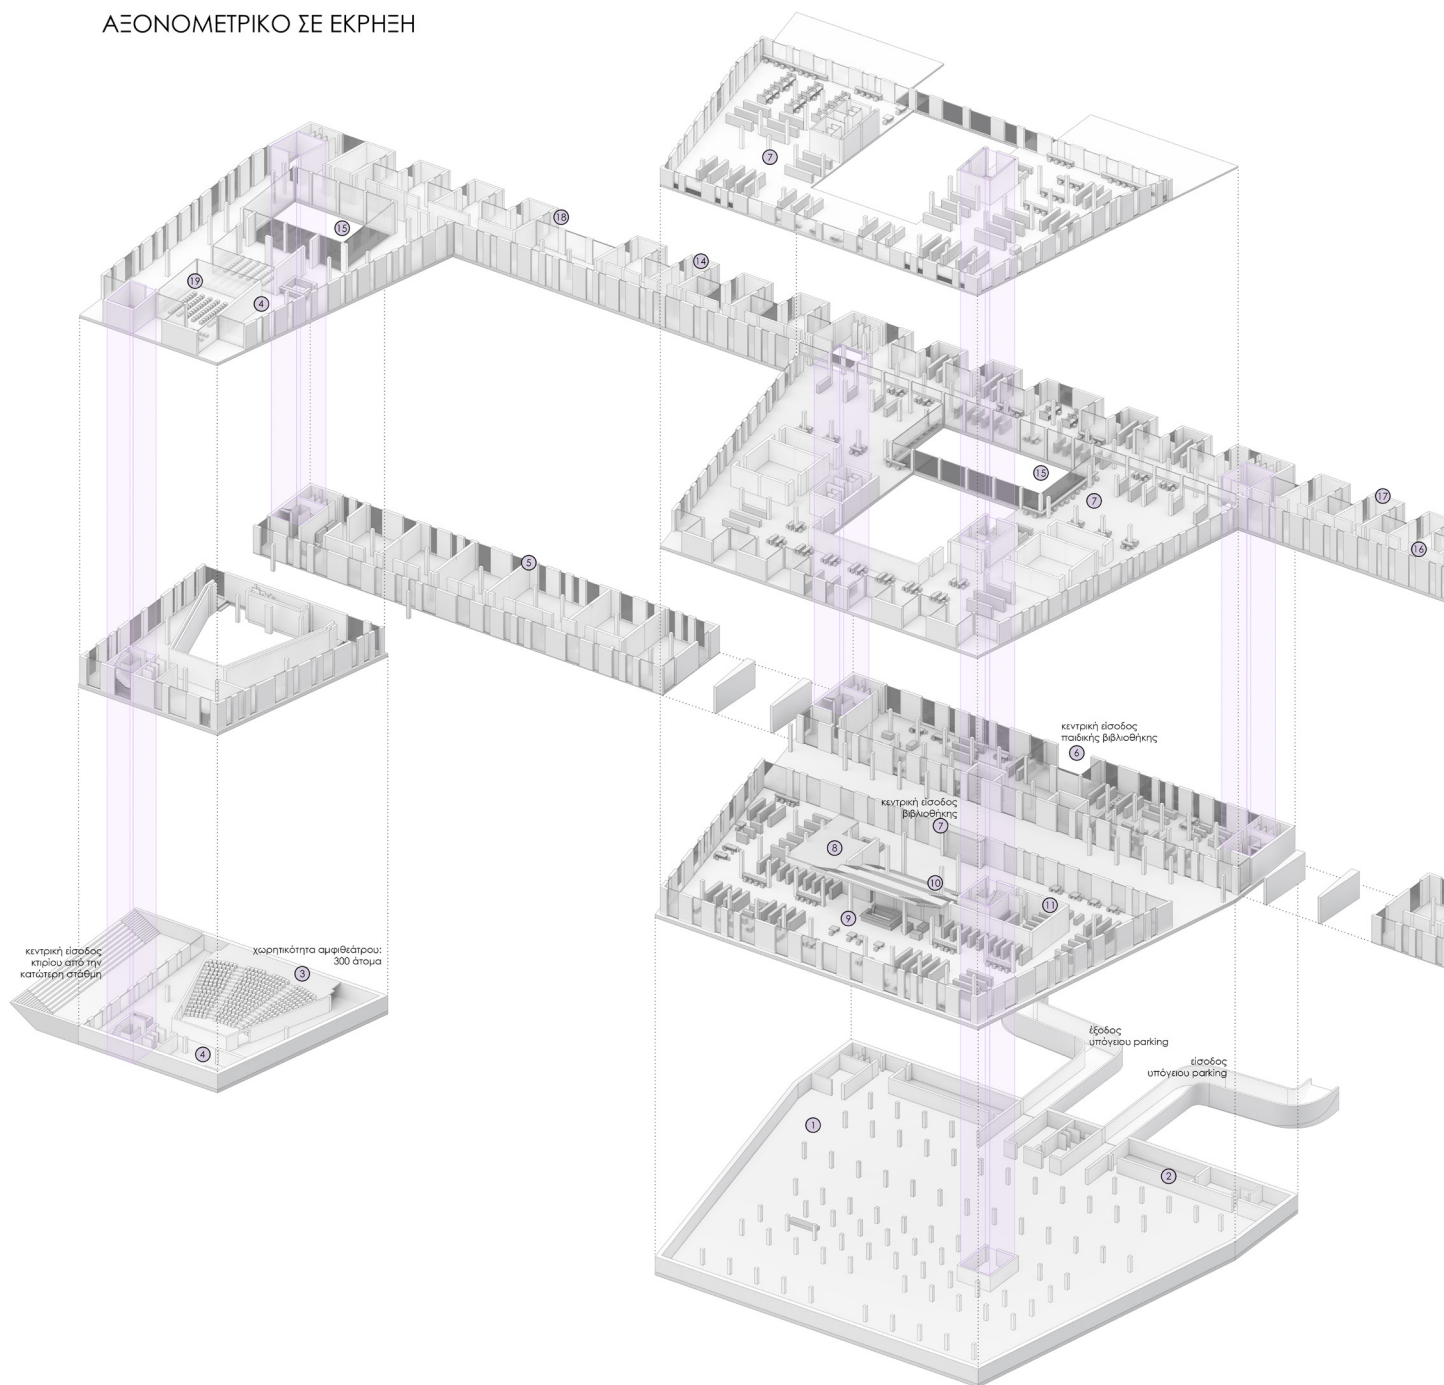 ΑΞΟΝΟΜΕΤΡΙΚΟ ΣΕ ΕΚΡΗΞΗ
7
18
15
14
19
4
15
7
17
16
5
κεντρική είσοδος
παιδικής βιβλιοθήκης
6
κεντρική είσοδος
βιβλιοθήκης
7
8
10
11
9
κεντρική είσοδος
κτιρίου από την
κατώτερη στάθμη
χωρητικότητα αμφιθεάτρου:
300 άτομα
3
4
έξοδος
υπόγειου parking
είσοδος
υπόγειου parking
1
2